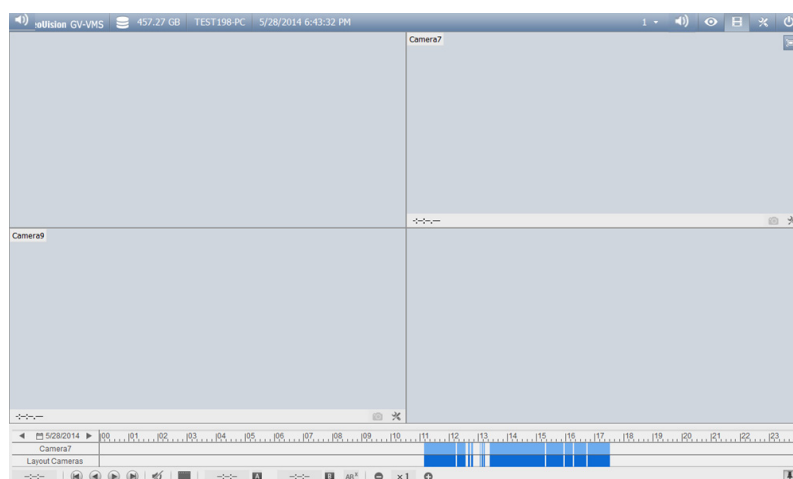 eoVision GV-VMS 457.27 GB TEST198-PC 5/28/2014 6:43:32 PM 1
Camera7
-:-:-.--
Camera9
-:-:-.--
5/28/2014 00 01 02 03 04 05 06 07 08 09 10 11 12 13 14 15 16 17 18 19 20 21 22 23
Camera7
Layout Cameras
--:--:-- A --:--:-- B x1